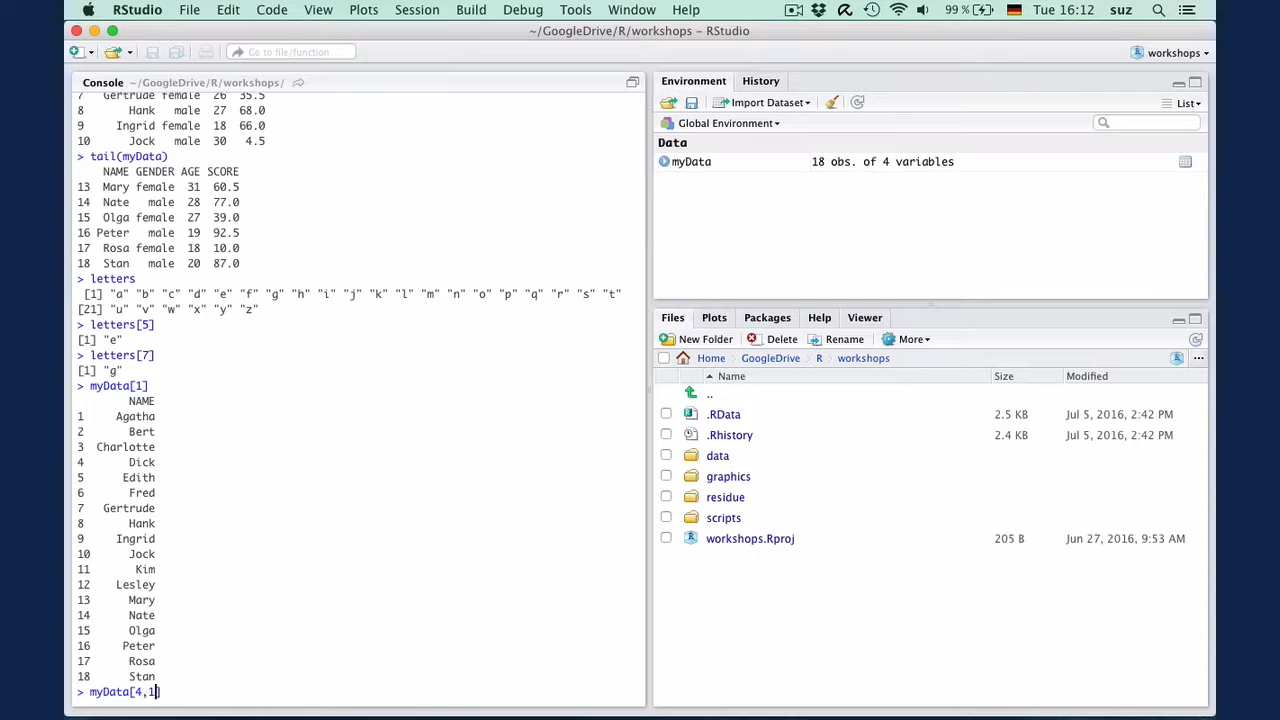 RStudio File Edit Code View Plots Session Build Debug Tools Window Help 99% Tue 16:12 suz
~/GoogleDrive/R/workshops – RStudio
Go to file/function workshops
Console ~/GoogleDrive/R/workshops/
7 Gertrude female 26 35.5
8 Hank male 27 68.0
9 Ingrid female 18 66.0
10 Jock male 30 4.5
> tail(myData)
NAME GENDER AGE SCORE
13 Mary female 31 60.5
14 Nate male 28 77.0
15 Olga female 27 39.0
16 Peter male 19 92.5
17 Rosa female 18 10.0
18 Stan male 20 87.0
> letters
[1] "a" "b" "c" "d" "e" "f" "g" "h" "i" "j" "k" "l" "m" "n" "o" "p" "q" "r" "s" "t"
[21] "u" "v" "w" "x" "y" "z"
> letters[5]
[1] "e"
> letters[7]
[1] "g"
> myData[1]
NAME
1 Agatha
2 Bert
3 Charlotte
4 Dick
5 Edith
6 Fred
7 Gertrude
8 Hank
9 Ingrid
10 Jock
11 Kim
12 Lesley
13 Mary
14 Nate
15 Olga
16 Peter
17 Rosa
18 Stan
> myData[4,1]
Environment History
Import Dataset List
Global Environment
Data
myData 18 obs. of 4 variables
Files Plots Packages Help Viewer
New Folder Delete Rename More
Home GoogleDrive R workshops ...
Name Size Modified
..
.RData 2.5 KB Jul 5, 2016, 2:42 PM
.Rhistory 2.4 KB Jul 5, 2016, 2:42 PM
data
graphics
residue
scripts
workshops.Rproj 205 B Jun 27, 2016, 9:53 AM